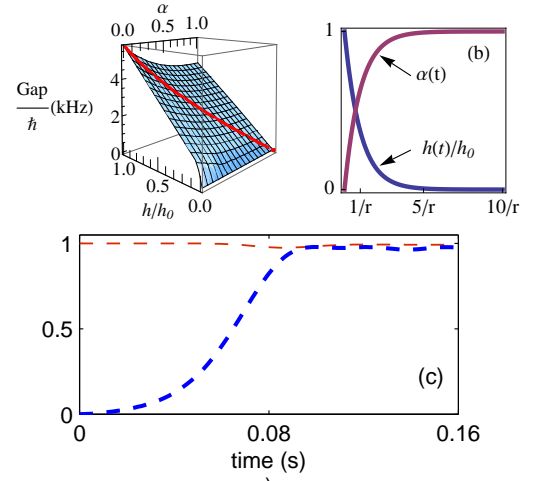 α
0.0 0.5 1.0
4
2
0
Gap
ħ
(kHz)
1.0
0.5
0.0
h/h₀
1
0
(b)
α(t)
h(t)/h₀
1/r 5/r 10/r
1
0.5
0
(c)
0 0.08 0.16
time (s)